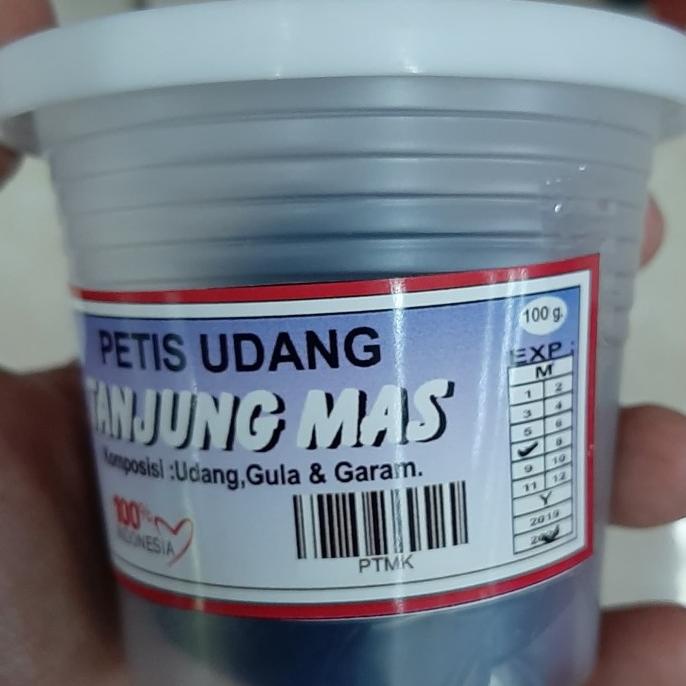 PETIS UDANG
TANJUNG MAS
Komposisi :Udang,Gula & Garam.
100%
INDONESIA
PTMK
100 g.
EXP :
M
1 2
3 4
5 6
8
9 10
11 12
Y
2019